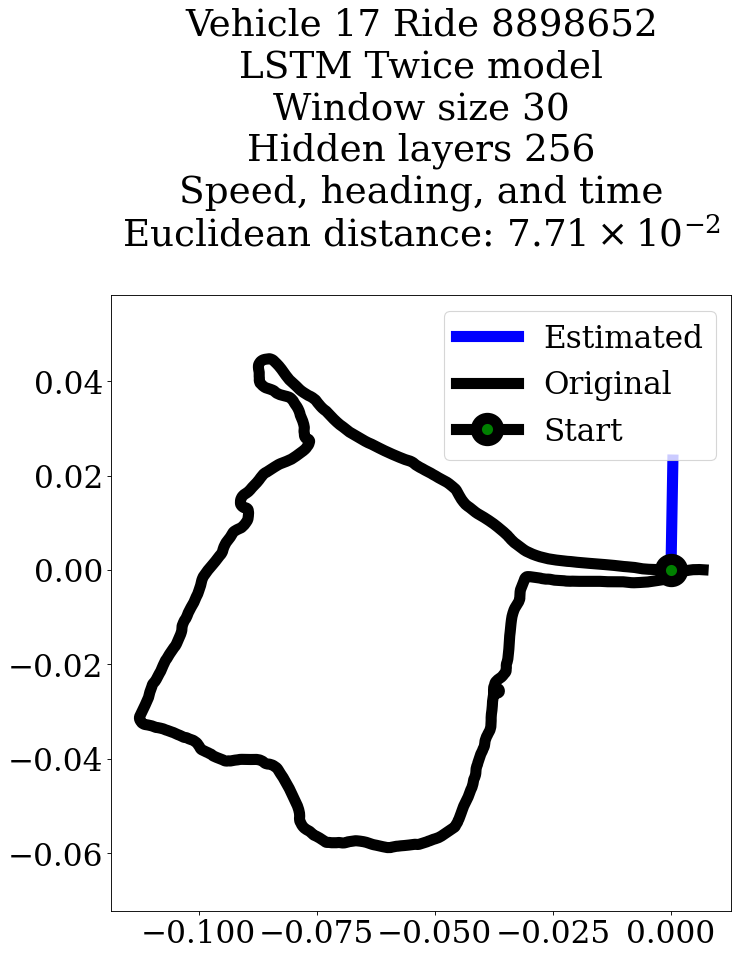 Vehicle 17 Ride 8898652
LSTM Twice model
Window size 30
Hidden layers 256
Speed, heading, and time
Euclidean distance: 7.71 × 10⁻²
Estimated
Original
Start
0.04
0.02
0.00
−0.02
−0.04
−0.06
−0.100 −0.075 −0.050 −0.025 0.000